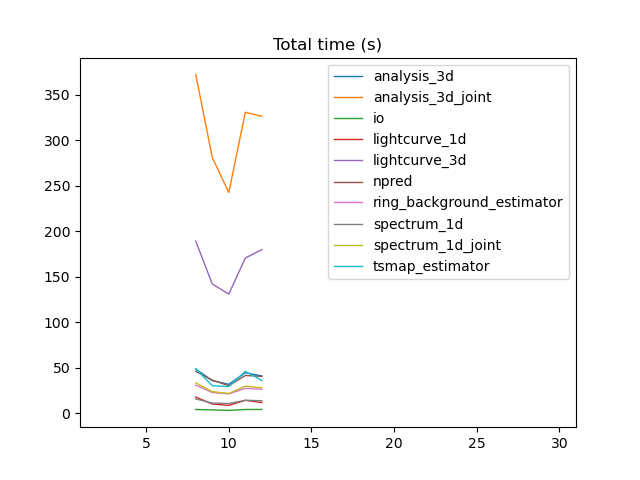 Total time (s)
350
300
250
200
150
100
50
0
5
10
15
20
25
30
analysis_3d
analysis_3d_joint
io
lightcurve_1d
lightcurve_3d
npred
ring_background_estimator
spectrum_1d
spectrum_1d_joint
tsmap_estimator